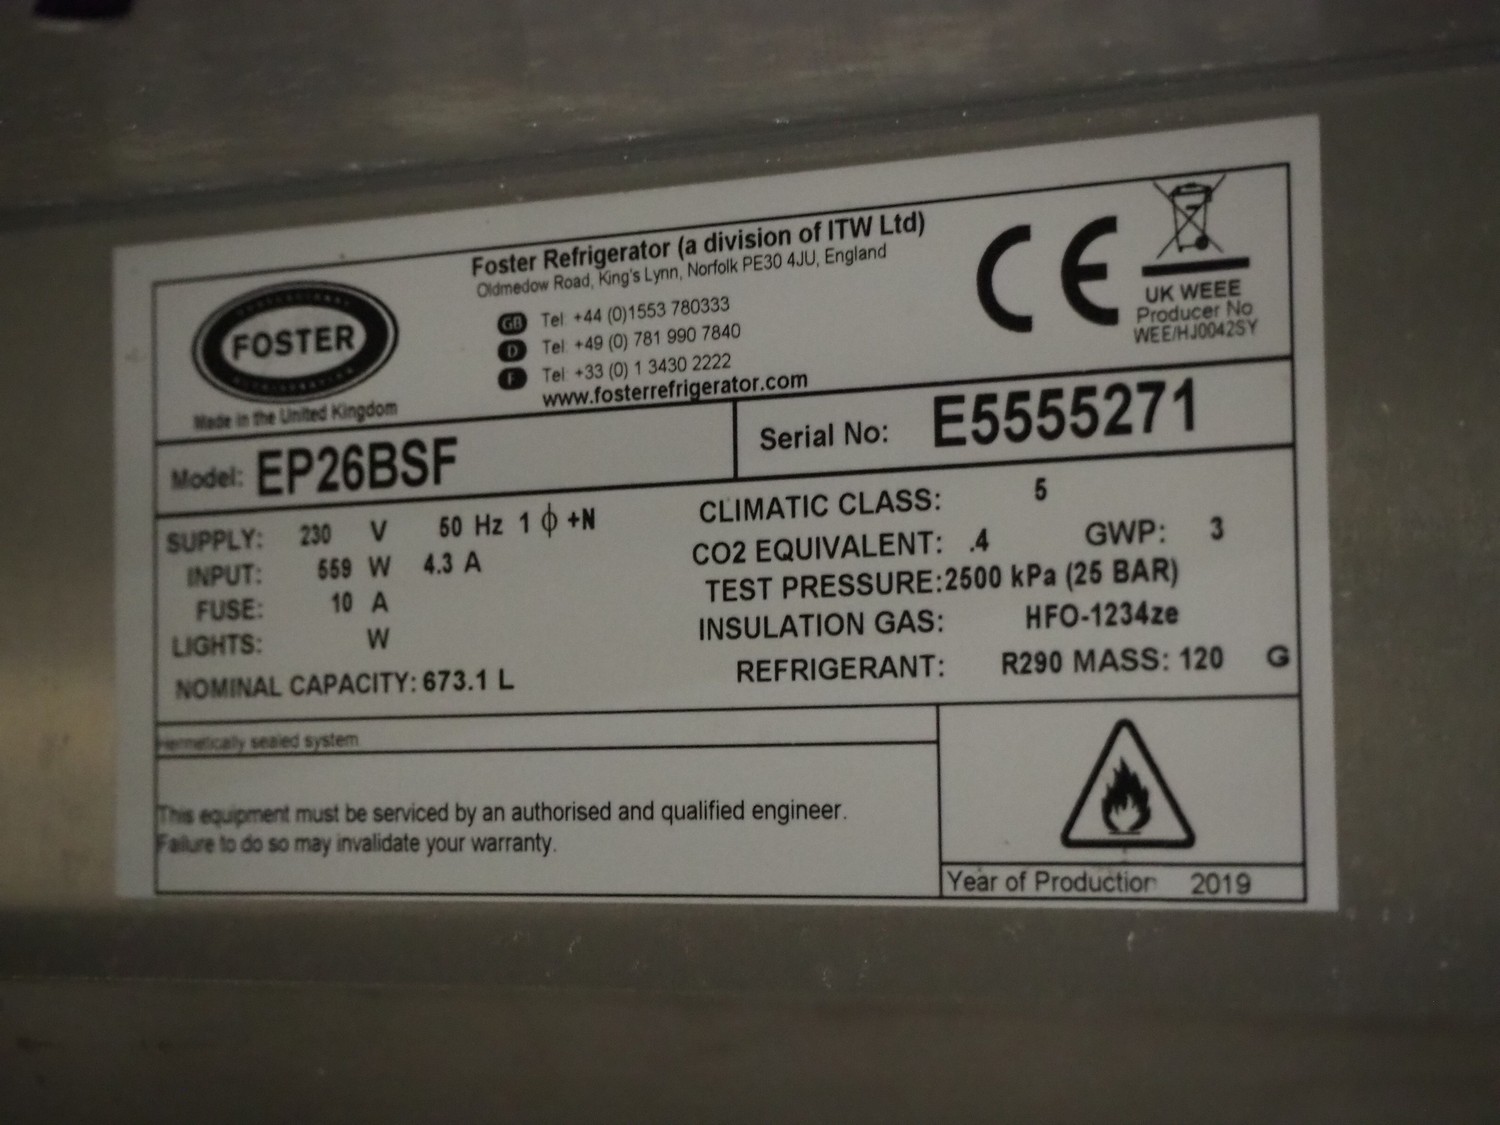 Foster Refrigerator (a division of ITW Ltd)
Oldmedow Road, King's Lynn, Norfolk PE30 4JU, England
GB Tel: +44 (0)1553 780333
D Tel: +49 (0) 781 990 7840
F Tel: +33 (0) 1 3430 2222
www.fosterrefrigerator.com
FOSTER
Made in the United Kingdom
CE
UK WEEE
Producer No
WEE/HJ0042SY
Model: EP26BSF
Serial No: E5555271
SUPPLY: 230 V 50 Hz 1 ϕ +N
INPUT: 559 W 4.3 A
FUSE: 10 A
LIGHTS: W
NOMINAL CAPACITY: 673.1 L
CLIMATIC CLASS: 5
CO2 EQUIVALENT: .4 GWP: 3
TEST PRESSURE: 2500 kPa (25 BAR)
INSULATION GAS: HFO-1234ze
REFRIGERANT: R290 MASS: 120 G
Hermetically sealed system
This equipment must be serviced by an authorised and qualified engineer.
Failure to do so may invalidate your warranty.
Year of Production 2019